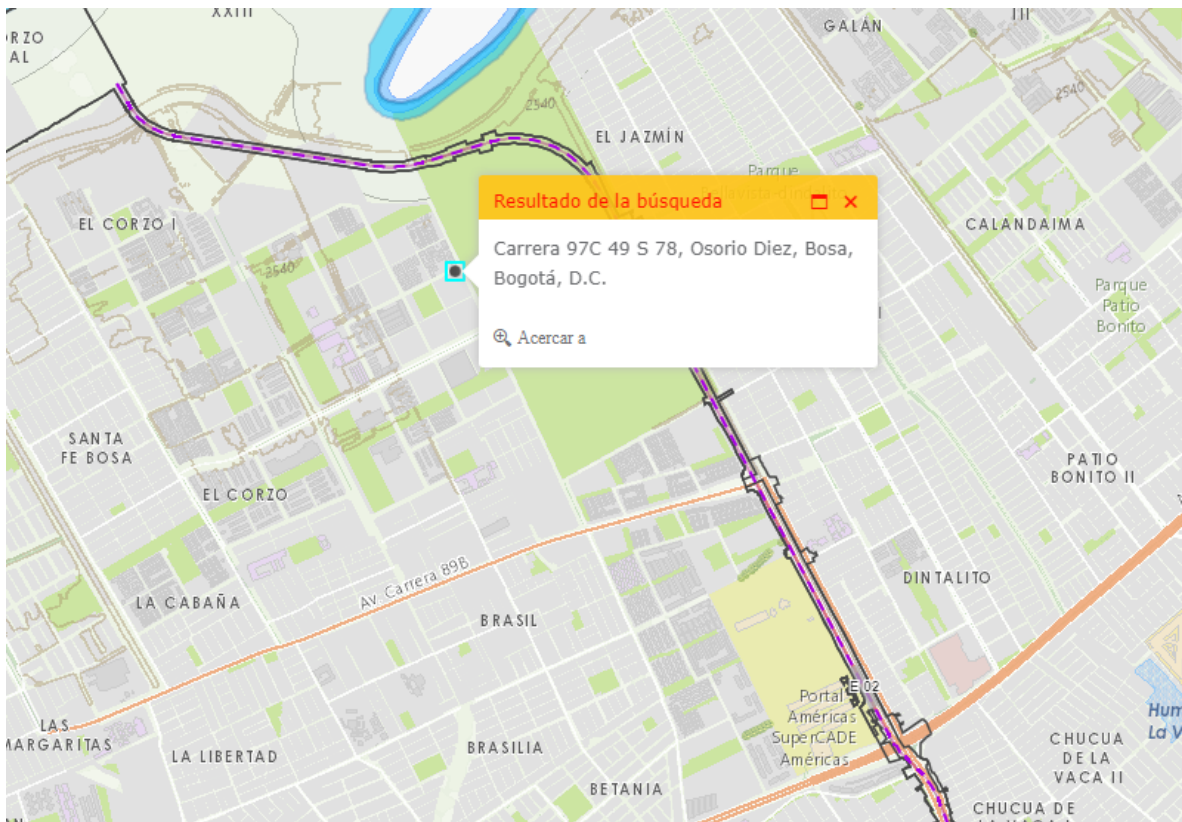 XXIII
GALÁN
III
2540
2540
EL JAZMÍN
Parque
Resultado de la búsqueda
EL CORZO I
CALANDAIMA
Carrera 97C 49 S 78, Osorio Diez, Bosa,
Bogotá, D.C.
2540
Parque
Patio
Bonito
I
Acercar a
SANTA
FE BOSA
PATIO
BONITO II
EL CORZO
Av. Carrera 89B
DINTALITO
LA CABAÑA
BRASIL
E 02
Portal
Américas
SuperCADE
Américas
Hum
La V
LAS
MARGARITAS
LA LIBERTAD
BRASILIA
CHUCUA
DE LA
VACA II
BETANIA
CHUCUA DE